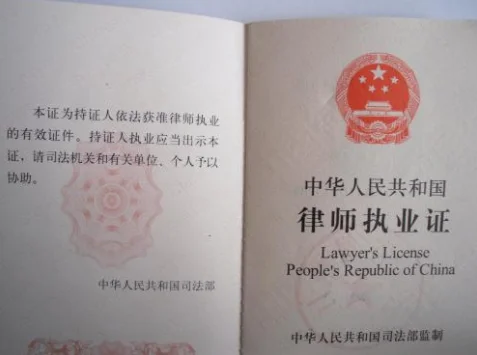 本证为持证人依法获准律师执业
的有效证件。持证人执业应当出示本
证，请司法机关和有关单位、个人予以
协助。
中华人民共和国司法部
中华人民共和国
律师执业证
Lawyer's License
People's Republic of China
中华人民共和国司法部监制